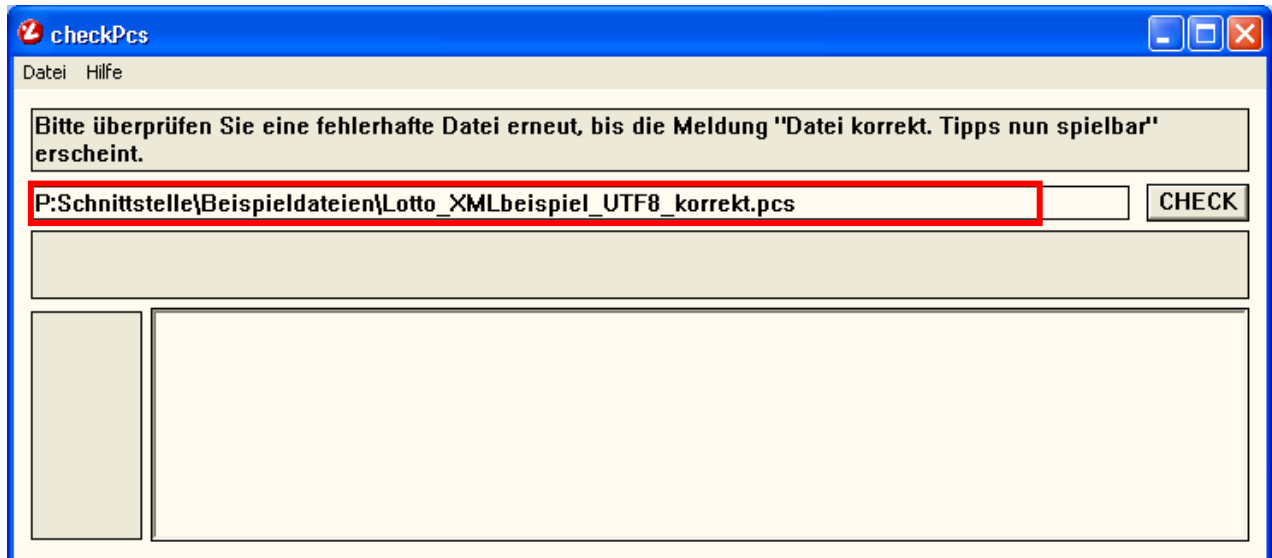 checkPcs
Datei Hilfe
Bitte überprüfen Sie eine fehlerhafte Datei erneut, bis die Meldung "Datei korrekt. Tipps nun spielbar"
erscheint.
P:Schnittstelle\Beispieldateien\Lotto_XMLbeispiel_UTF8_korrekt.pcs
CHECK